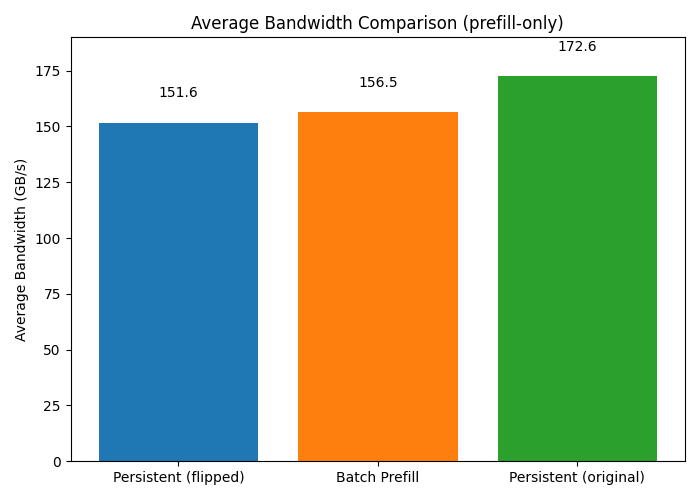 Average Bandwidth Comparison (prefill-only)
Average Bandwidth (GB/s)
175
150
125
100
75
50
25
0
151.6
156.5
172.6
Persistent (flipped)
Batch Prefill
Persistent (original)